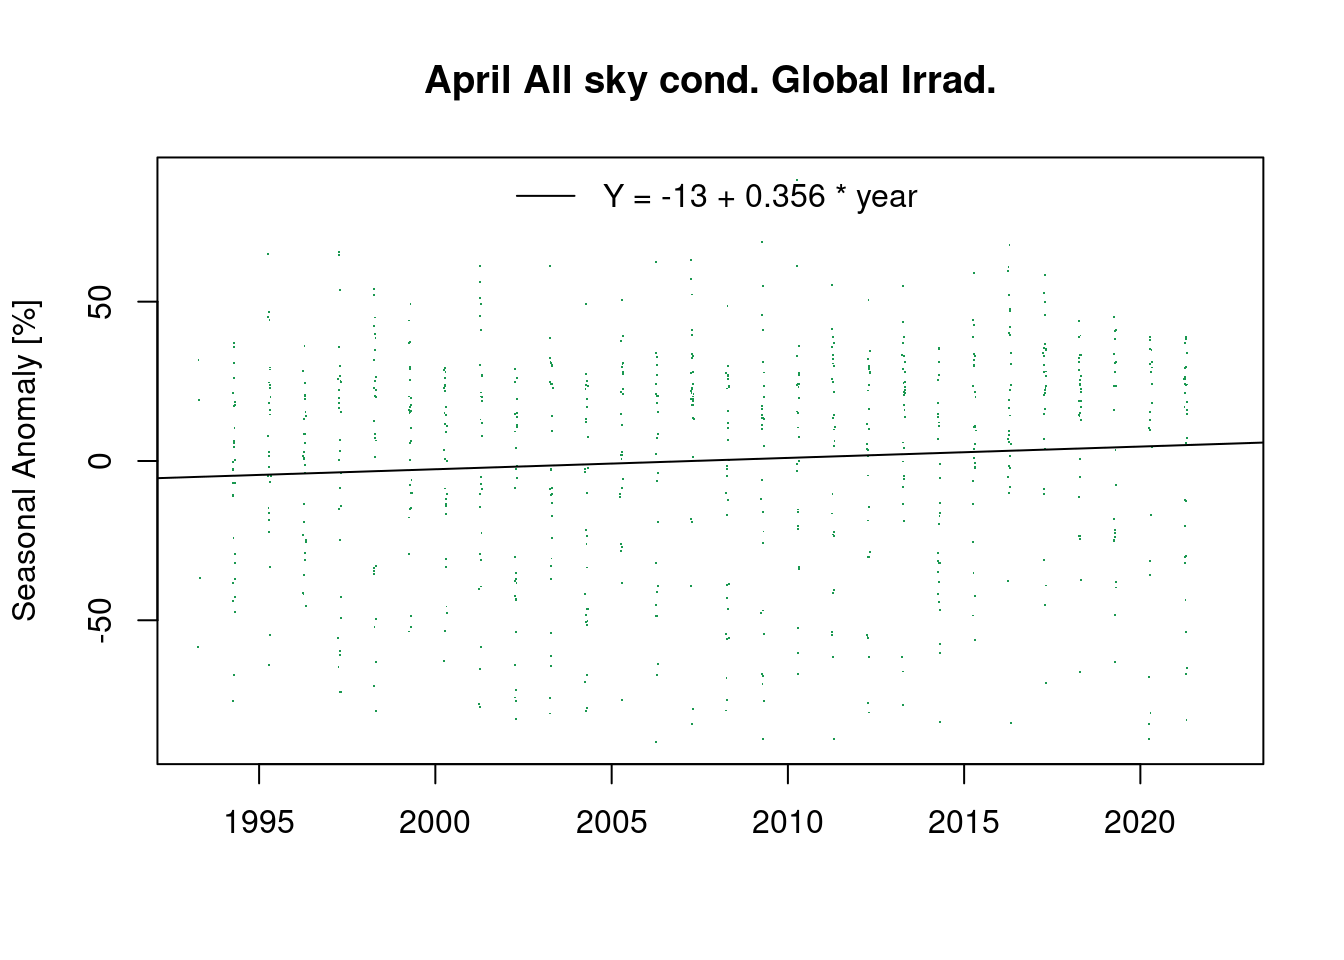 April All sky cond. Global Irrad.
Y = -13 + 0.356 * year
Seasonal Anomaly [%]
50
0
-50
1995 2000 2005 2010 2015 2020